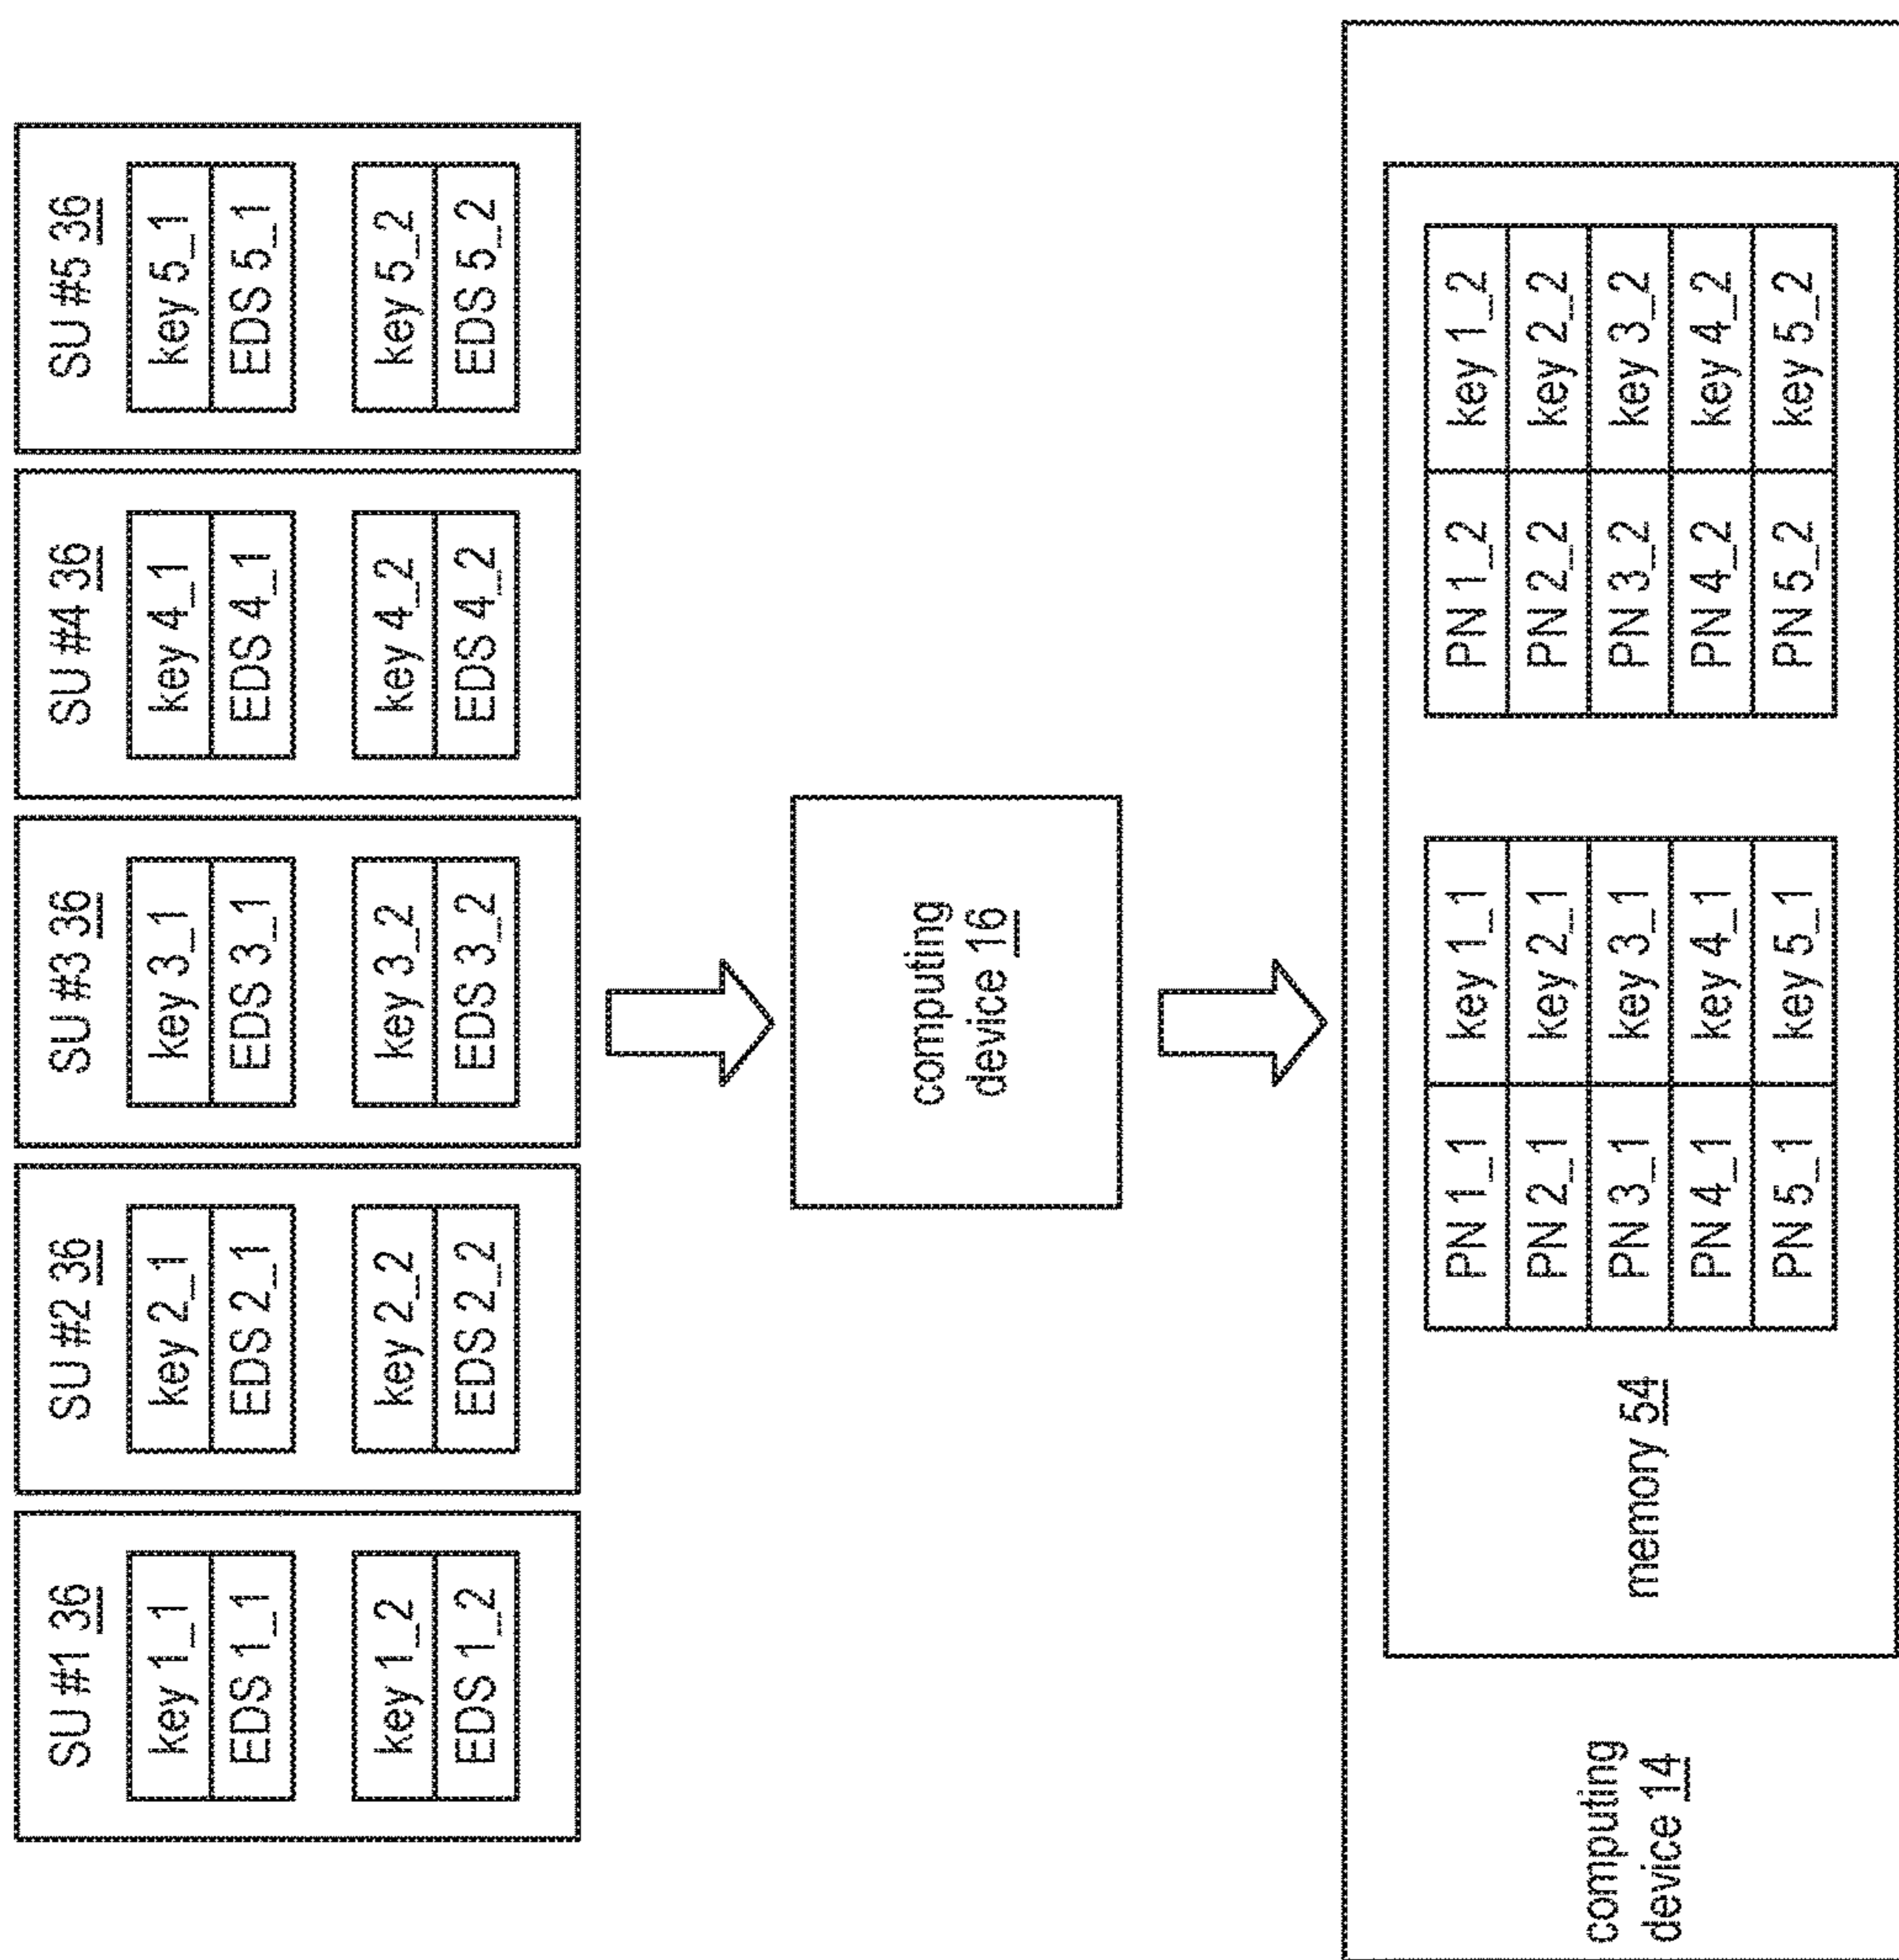 SU #1 36
key 1_1
EDS 1_1
key 1_2
EDS 1_2
SU #2 36
key 2_1
EDS 2_1
key 2_2
EDS 2_2
SU #3 36
key 3_1
EDS 3_1
key 3_2
EDS 3_2
SU #4 36
key 4_1
EDS 4_1
key 4_2
EDS 4_2
SU #5 36
key 5_1
EDS 5_1
key 5_2
EDS 5_2
computing
device 16
computing
device 14
memory 54
PN 1_1 key 1_1
PN 2_1 key 2_1
PN 3_1 key 3_1
PN 4_1 key 4_1
PN 5_1 key 5_1
PN 1_2 key 1_2
PN 2_2 key 2_2
PN 3_2 key 3_2
PN 4_2 key 4_2
PN 5_2 key 5_2